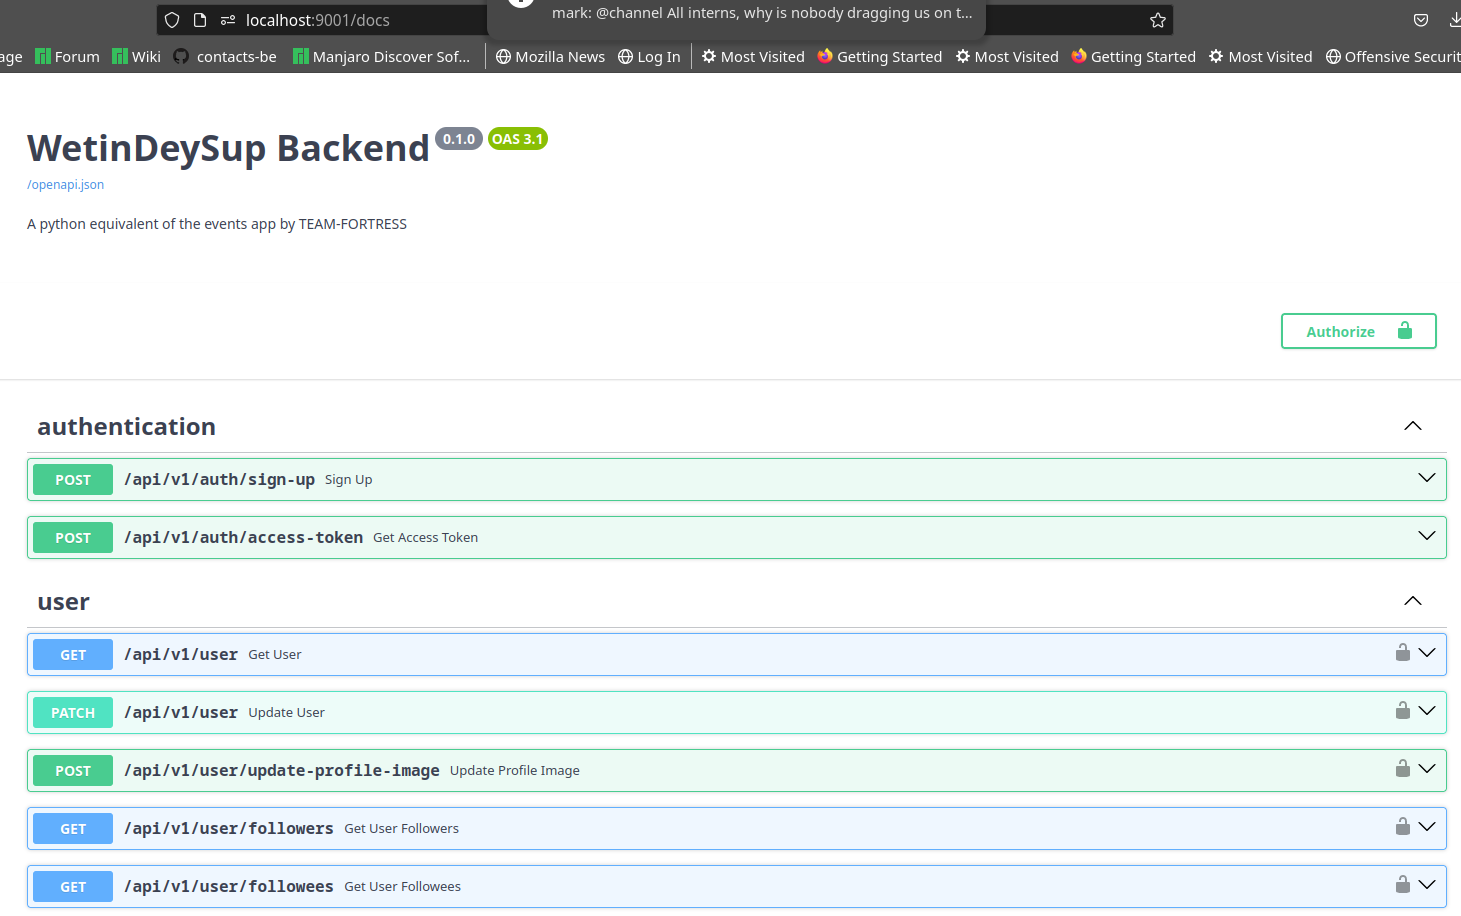 localhost:9001/docs
mark: @channel All interns, why is nobody dragging us on t...
age Forum Wiki contacts-be Manjaro Discover Sof... Mozilla News Log In Most Visited Getting Started Most Visited Getting Started Most Visited Offensive Securit
WetinDeySup Backend 0.1.0 OAS 3.1
/openapi.json
A python equivalent of the events app by TEAM-FORTRESS
Authorize
authentication
POST /api/v1/auth/sign-up Sign Up
POST /api/v1/auth/access-token Get Access Token
user
GET /api/v1/user Get User
PATCH /api/v1/user Update User
POST /api/v1/user/update-profile-image Update Profile Image
GET /api/v1/user/followers Get User Followers
GET /api/v1/user/followees Get User Followees